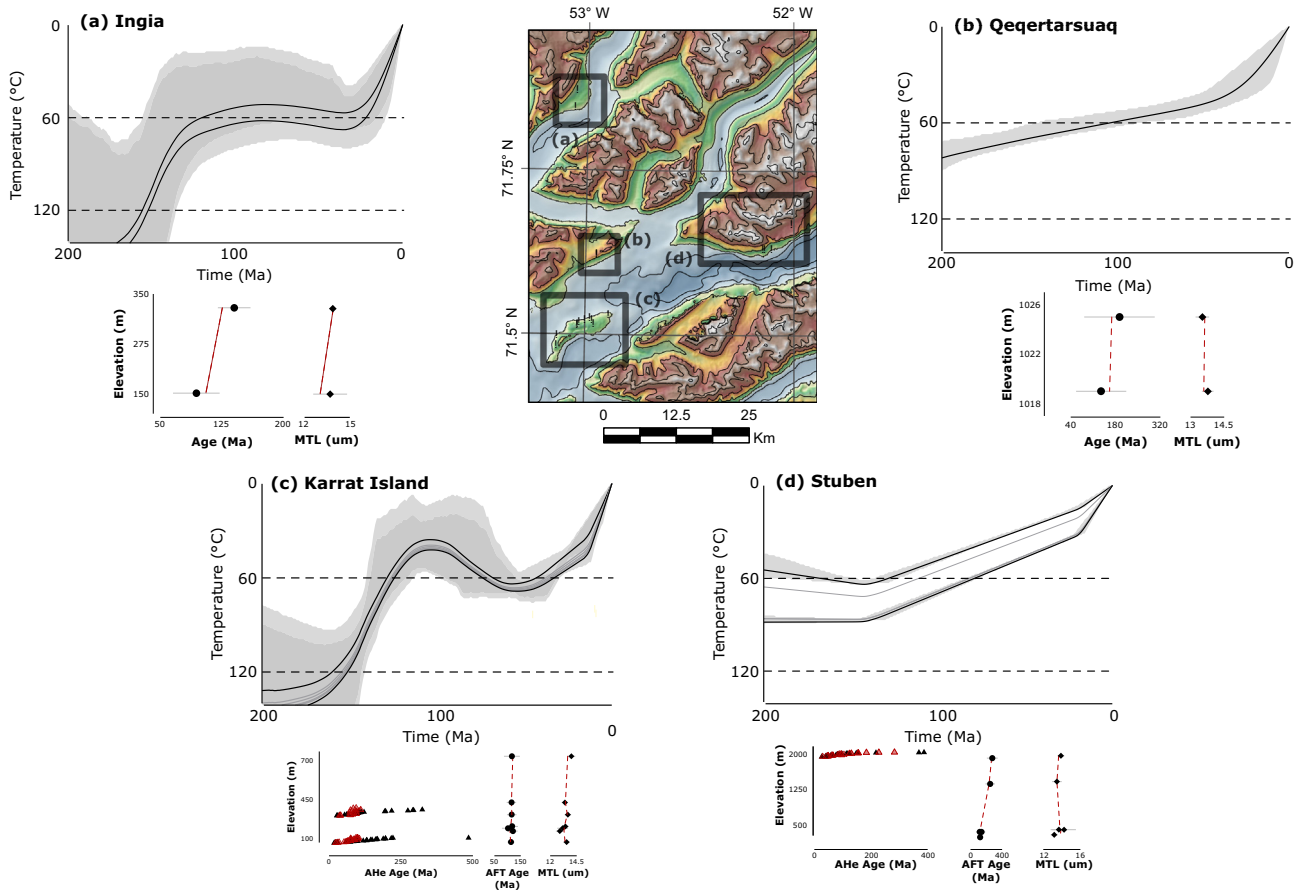 (a) Ingia
0
60
120
Temperature (°C)
100
0
Time (Ma)
350
275
150
Elevation (m)
50
125
200
Age (Ma)
12
15
MTL (um)
53° W
52° W
71.75° N
71.5° N
(a)
(b)
(c)
(d)
0
12.5
25
Km
(b) Qeqertarsuaq
0
60
120
Temperature (°C)
200
100
0
Time (Ma)
1026
1022
1018
Elevation (m)
40
180
320
Age (Ma)
13
14.5
MTL (um)
(c) Karrat Island
0
60
120
Temperature (°C)
200
100
0
Time (Ma)
700
450
100
Elevation (m)
0
250
500
AHe Age (Ma)
50
150
AFT Age
(Ma)
12
14.5
MTL (um)
(d) Stuben
0
60
120
Temperature (°C)
200
100
0
Time (Ma)
2000
1250
500
Elevation (m)
0
200
400
AHe Age (Ma)
0
400
AFT Age
(Ma)
12
16
MTL (um)